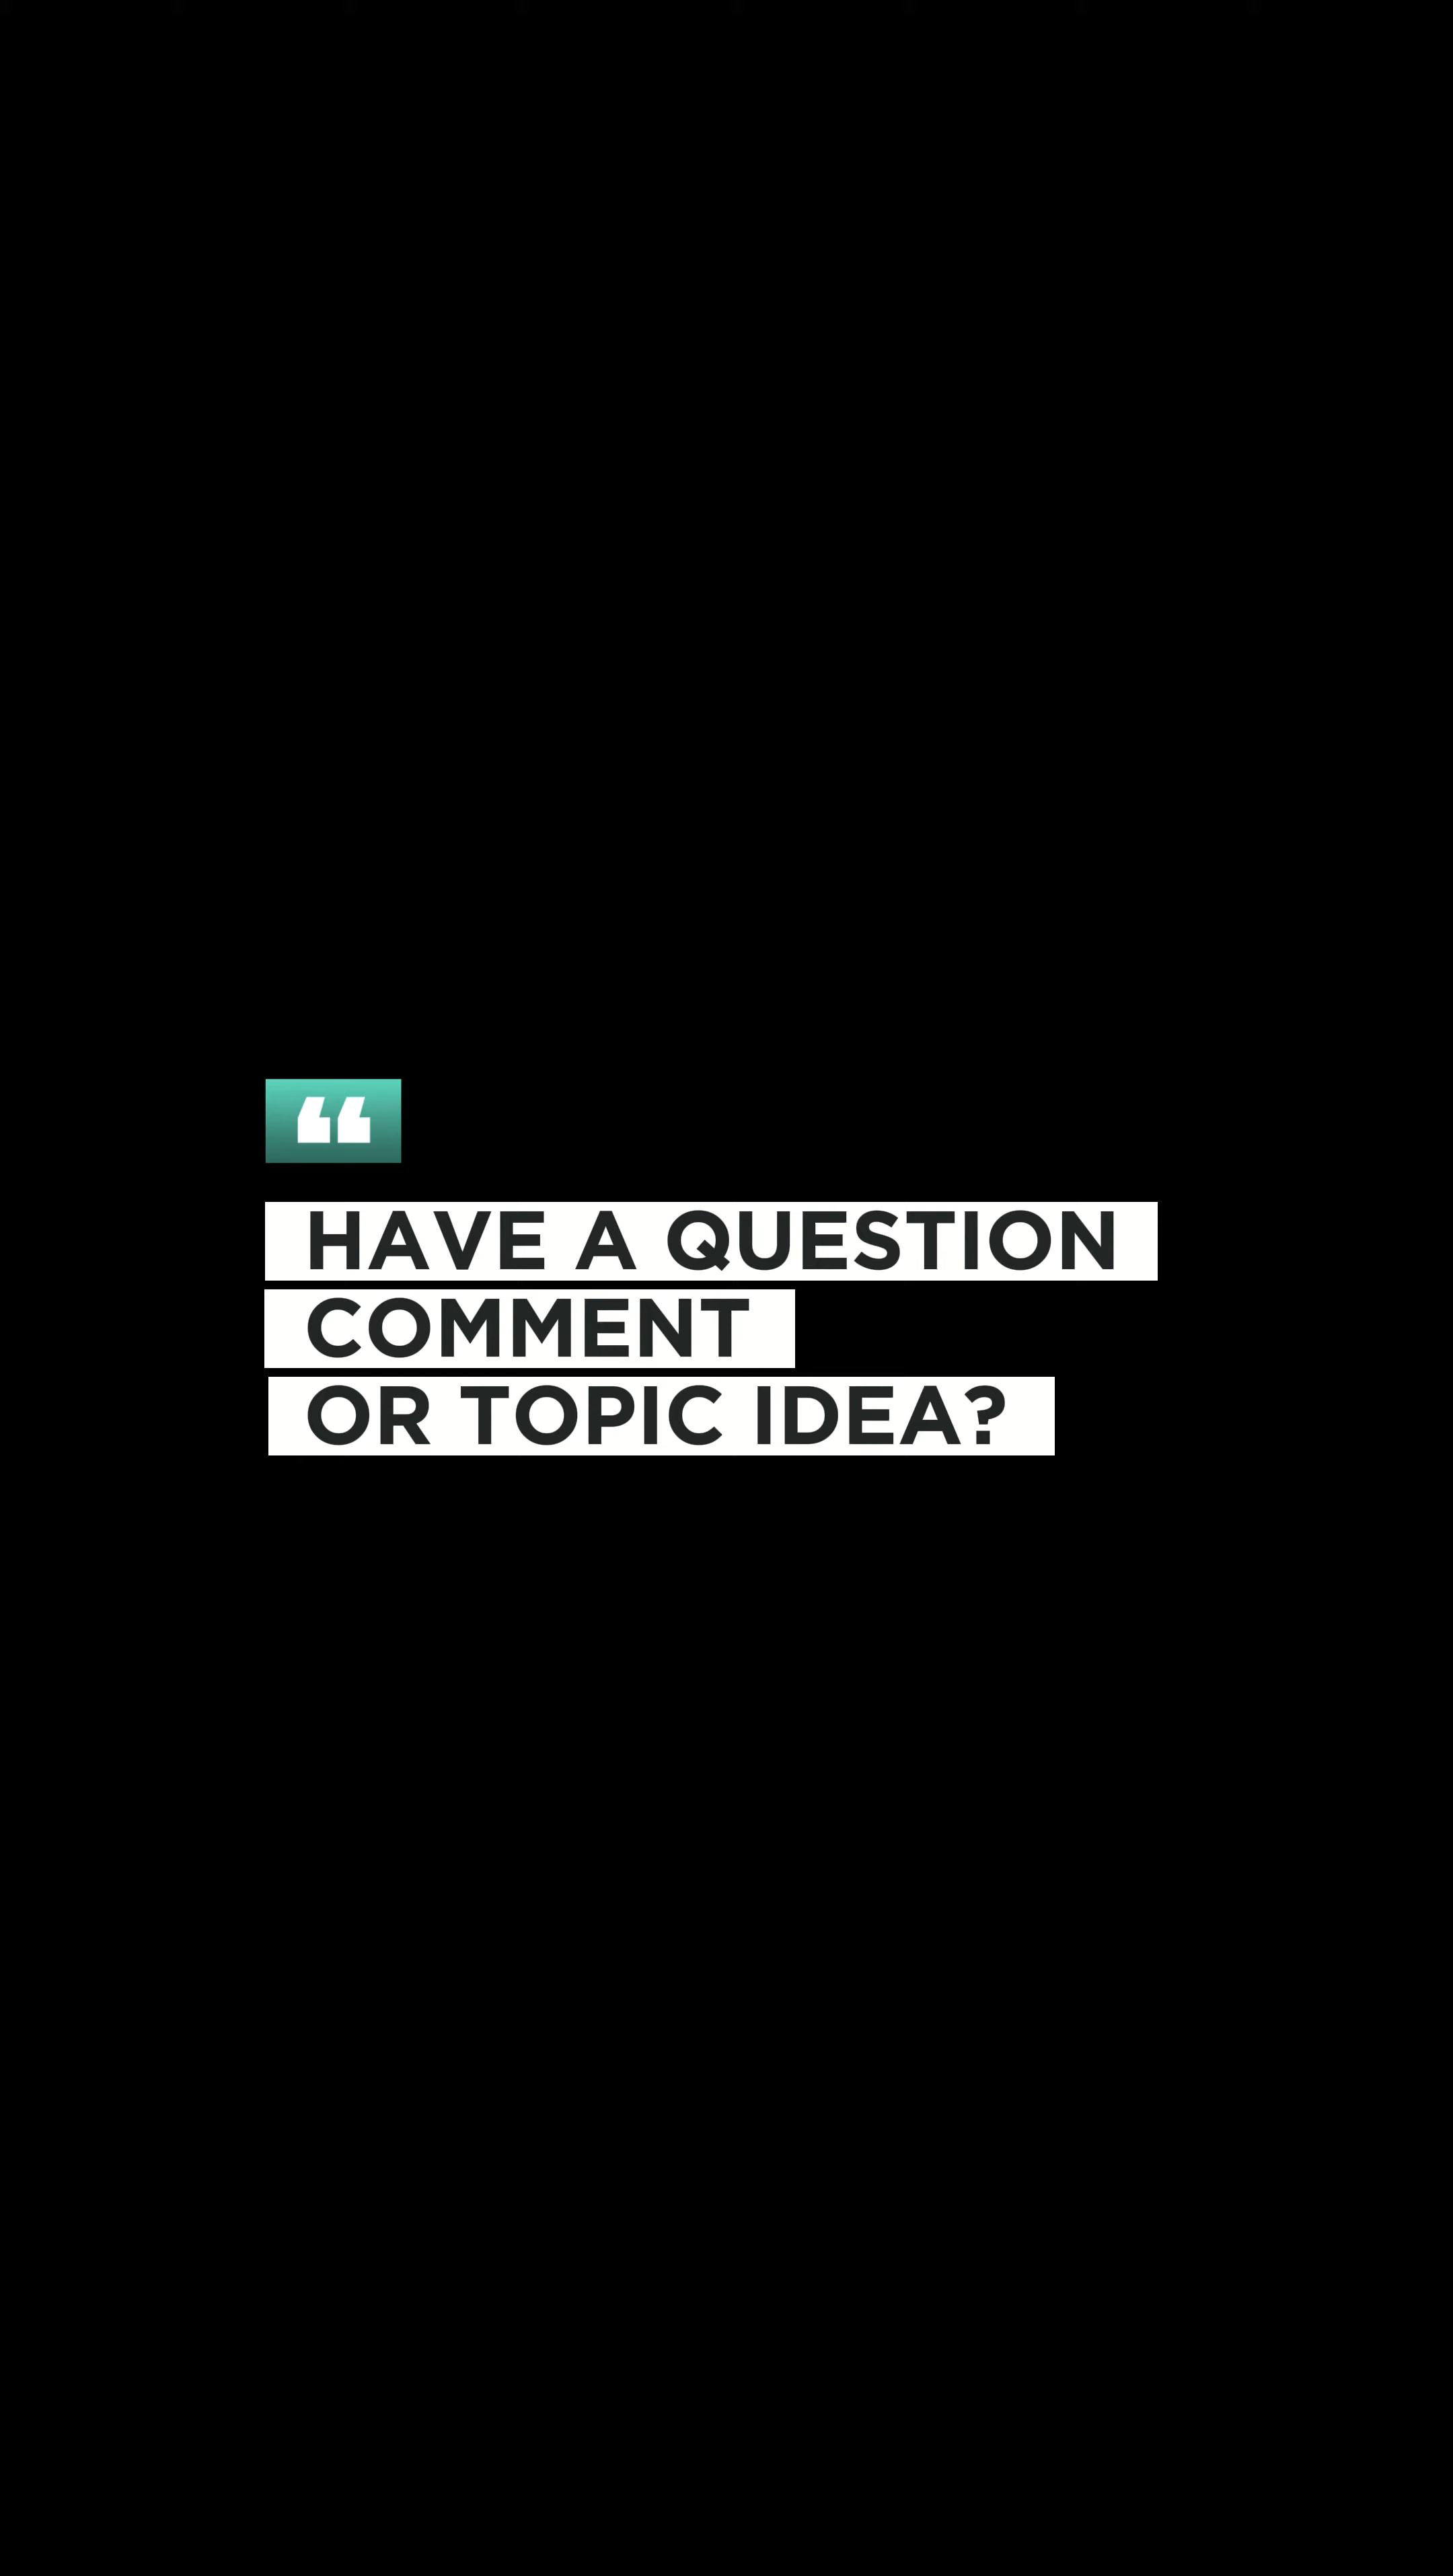 “
HAVE A QUESTION
COMMENT
OR TOPIC IDEA?